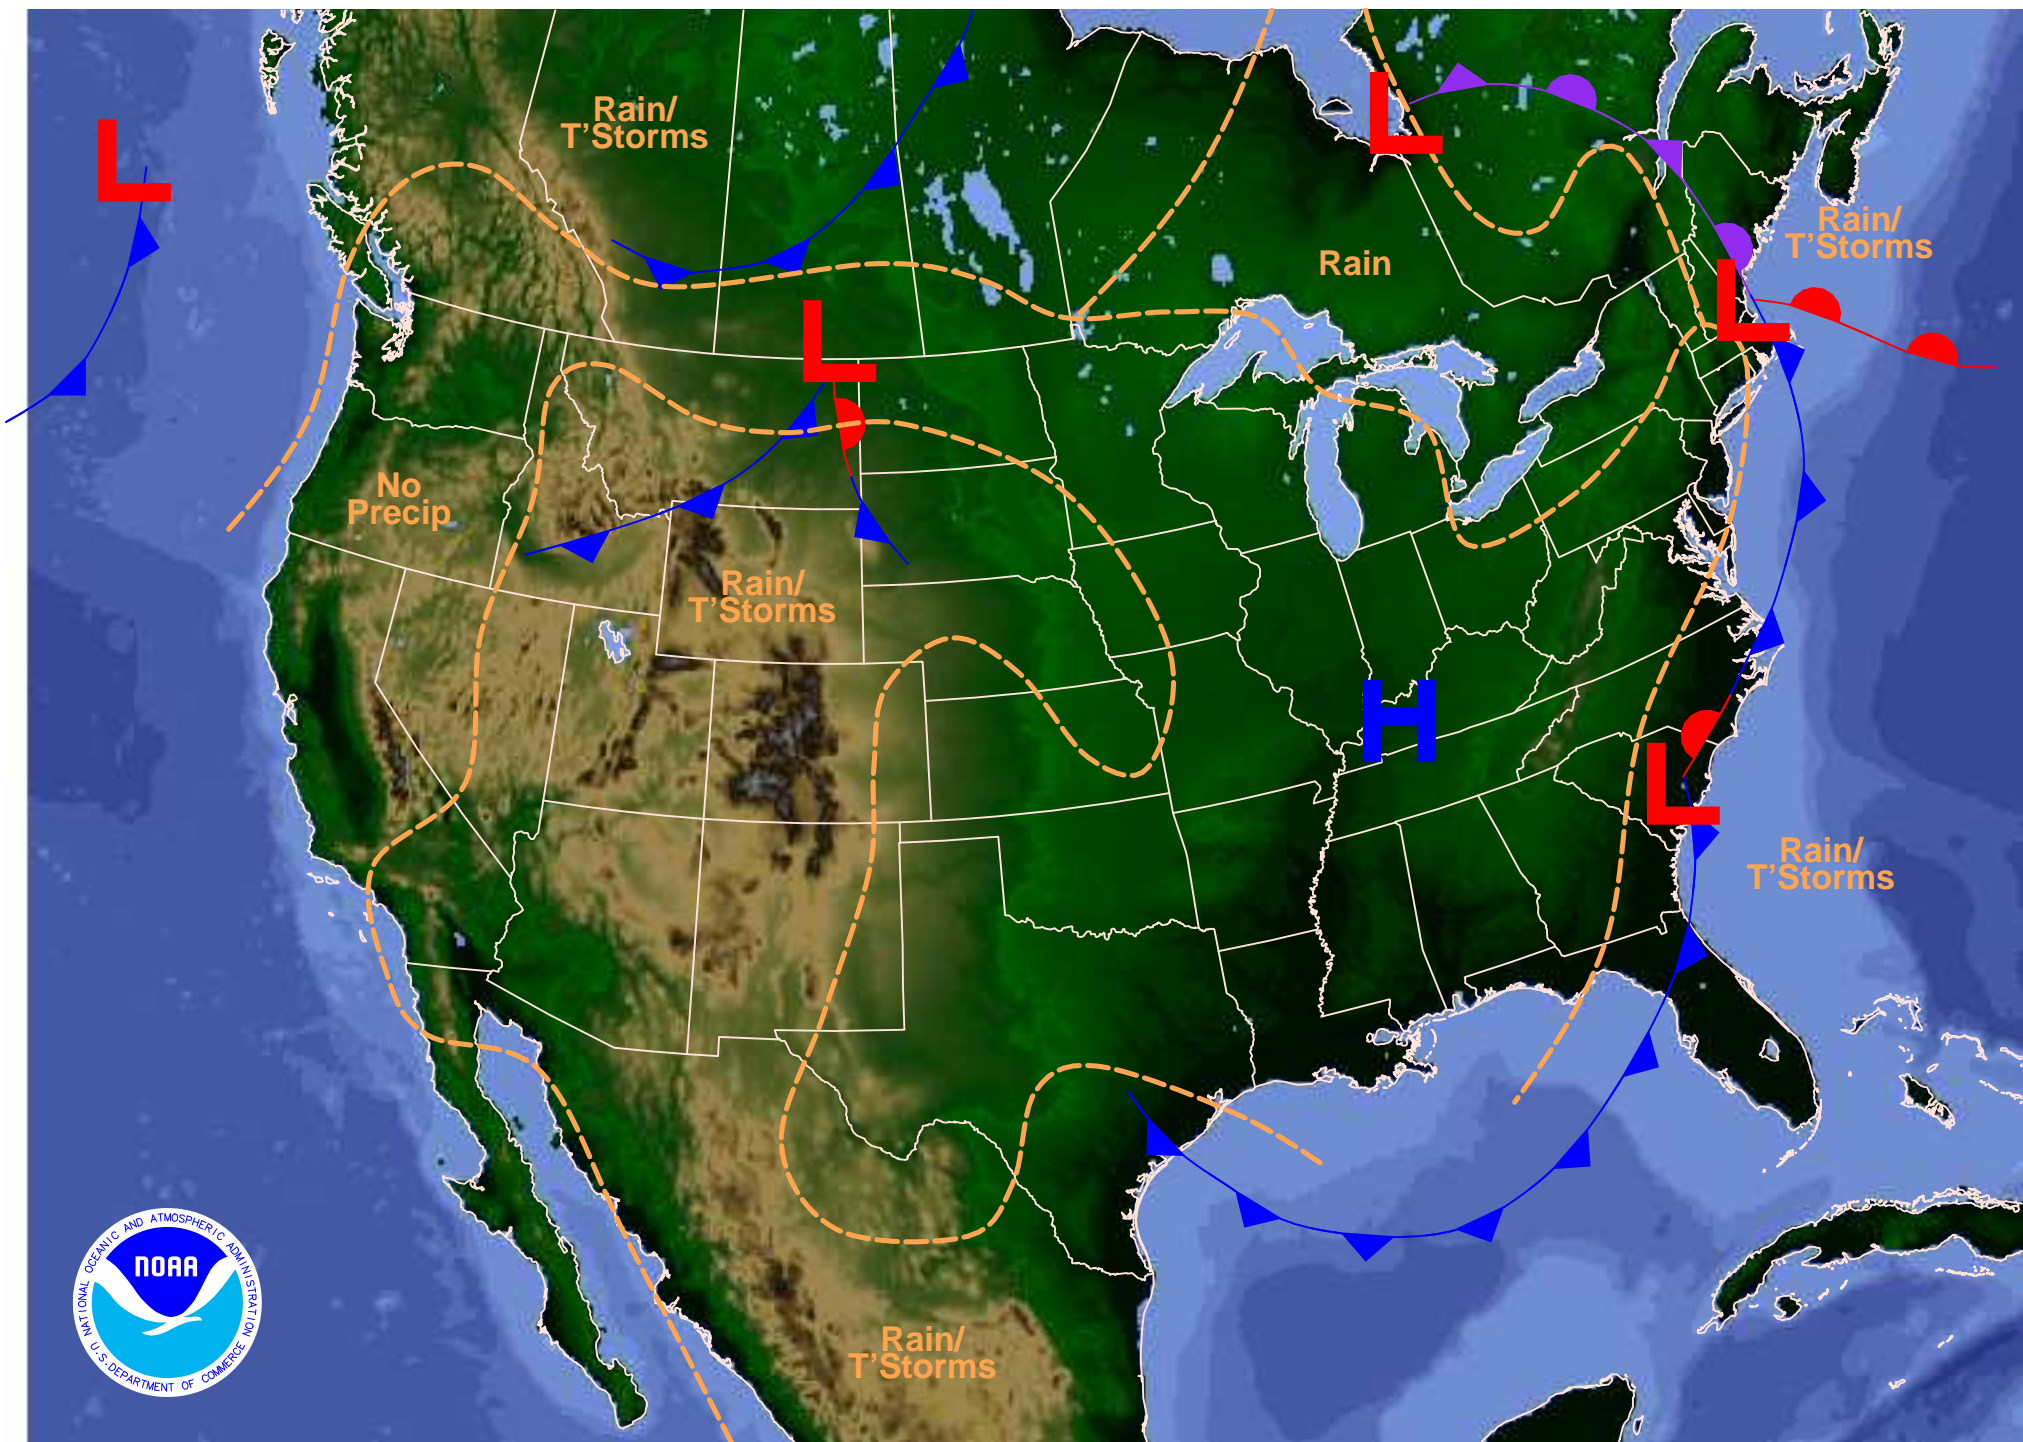 Rain/
T'Storms
L
L
Rain/
T'Storms
Rain
L
L
No
Precip
Rain/
T'Storms
H
L
Rain/
T'Storms
NATIONAL OCEANIC AND ATMOSPHERIC ADMINISTRATION
NOAA
U.S. DEPARTMENT OF COMMERCE
Rain/
T'Storms